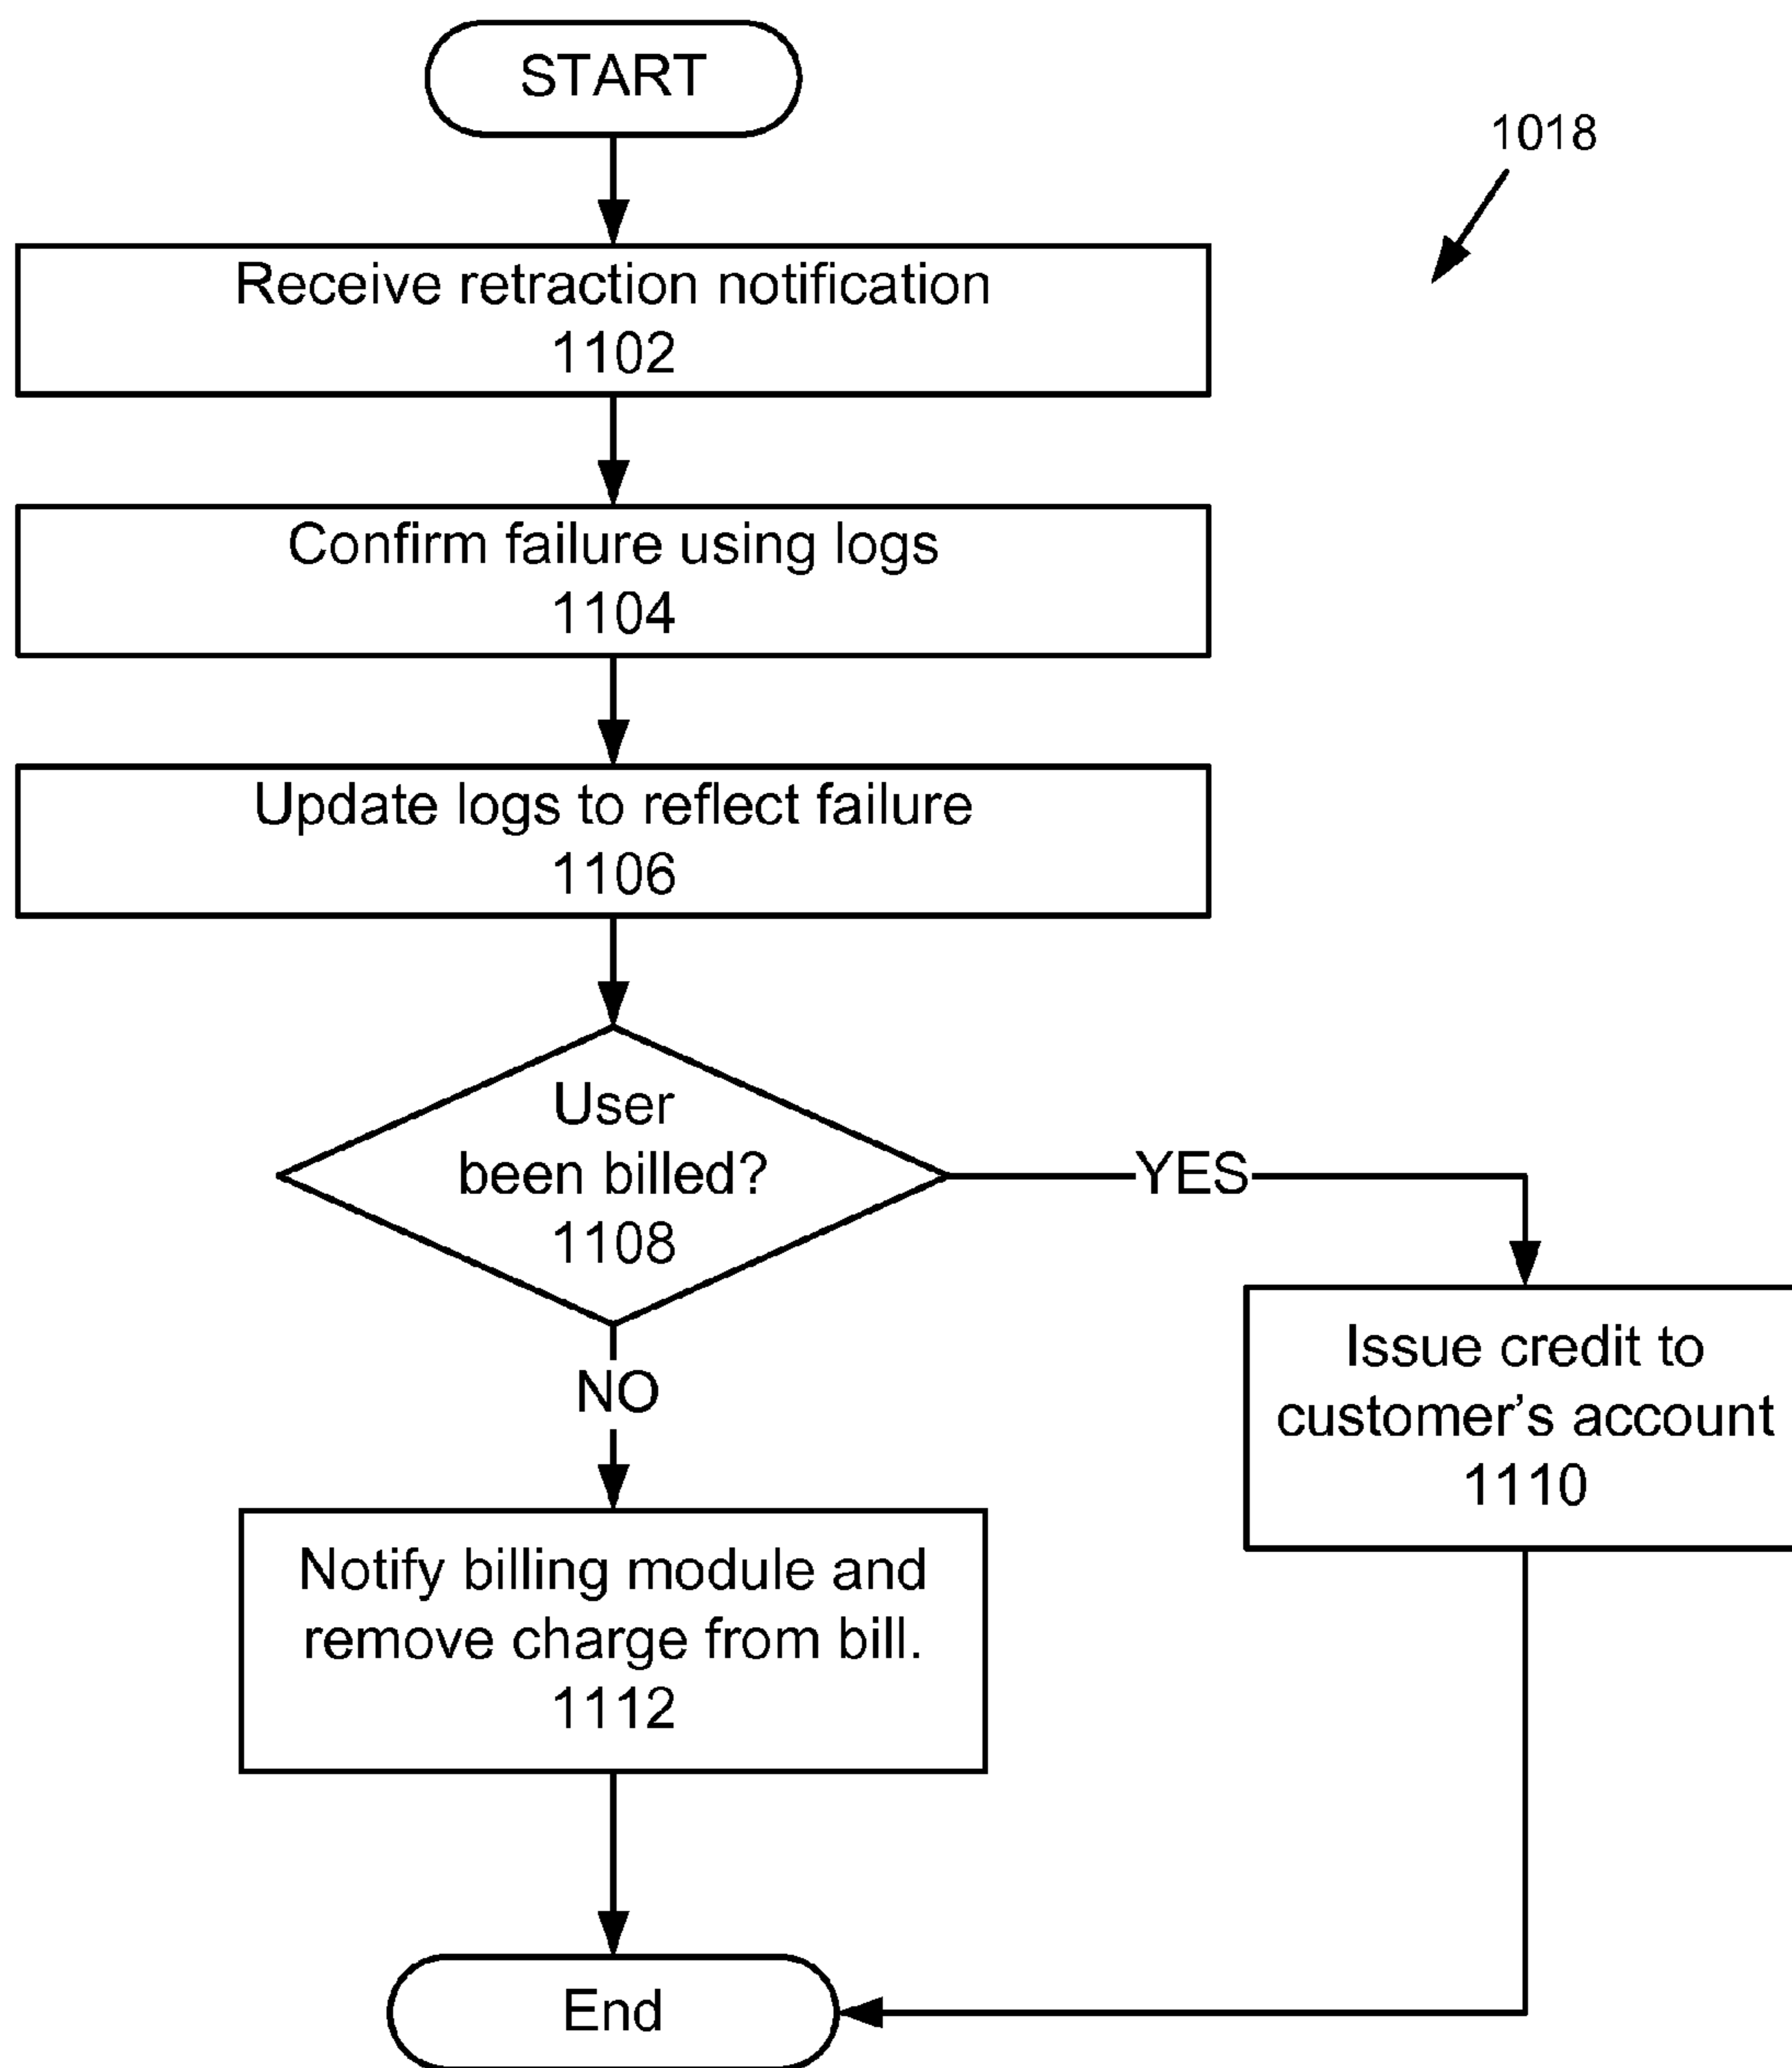 START
1018
Receive retraction notification
1102
Confirm failure using logs
1104
Update logs to reflect failure
1106
User
been billed?
1108
YES
NO
Issue credit to
customer's account
1110
Notify billing module and
remove charge from bill.
1112
End